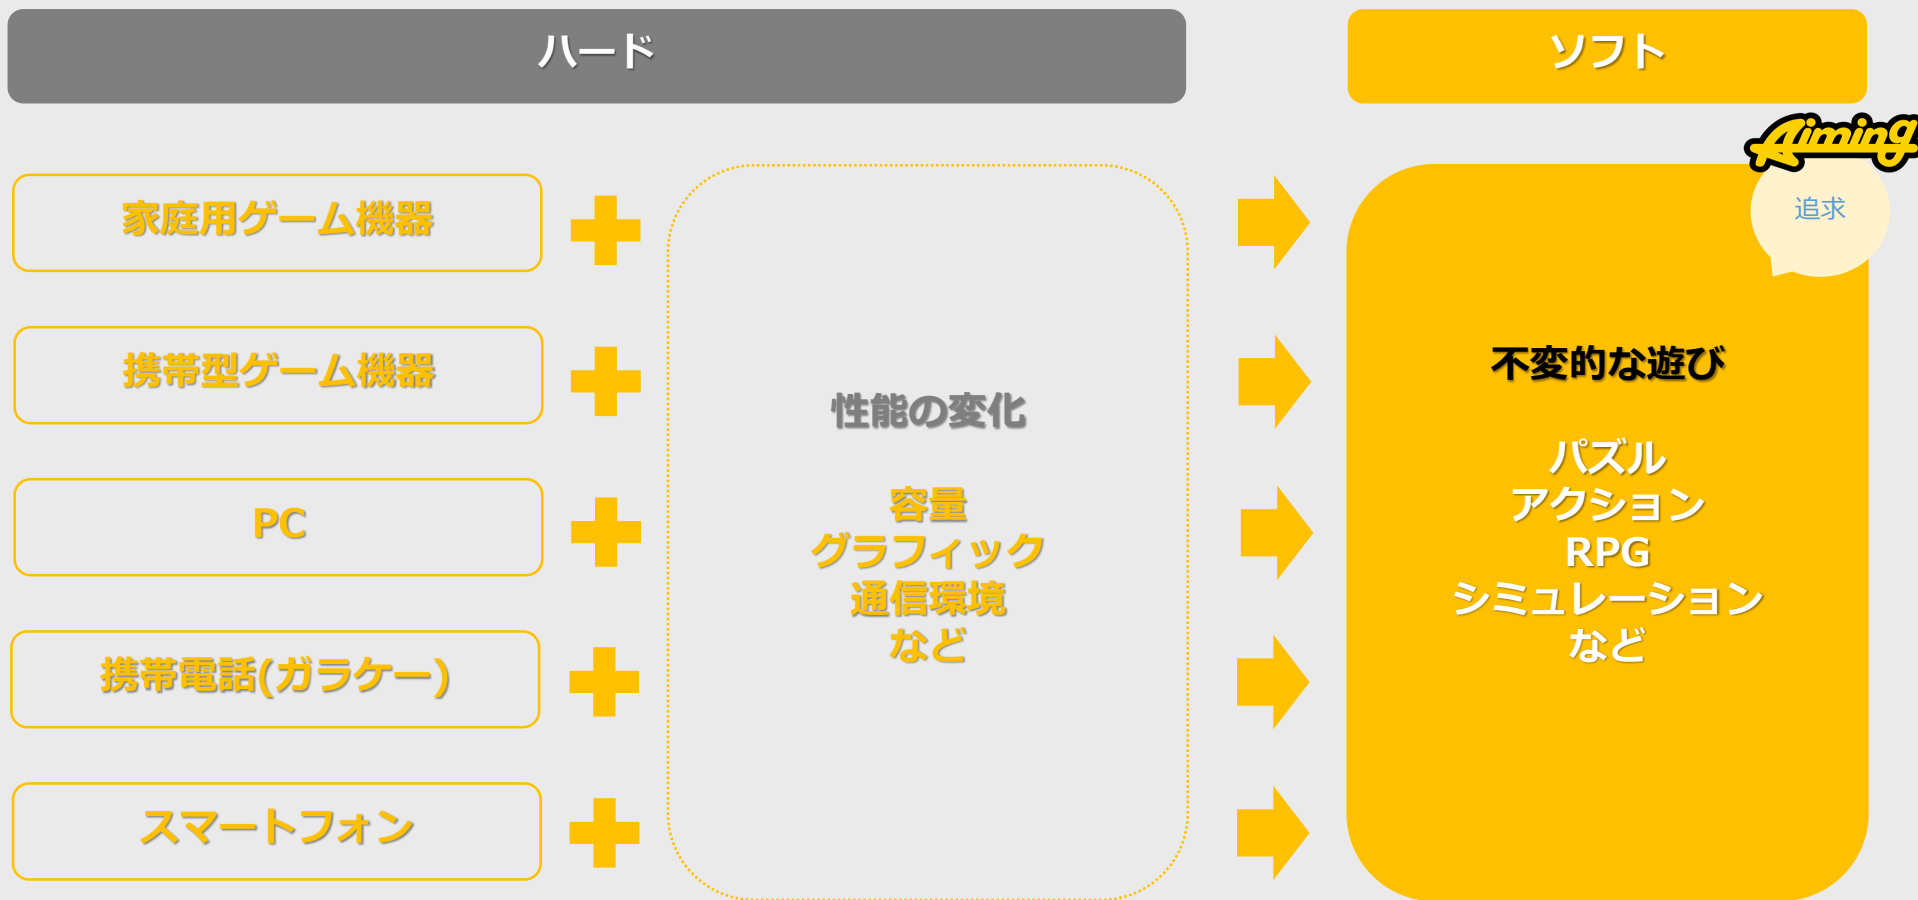 ハード
ソフト
Aiming
追求
家庭用ゲーム機器
携帯型ゲーム機器
PC
携帯電話(ガラケー)
スマートフォン
性能の変化
容量
グラフィック
通信環境
など
不変的な遊び
パズル
アクション
RPG
シミュレーション
など